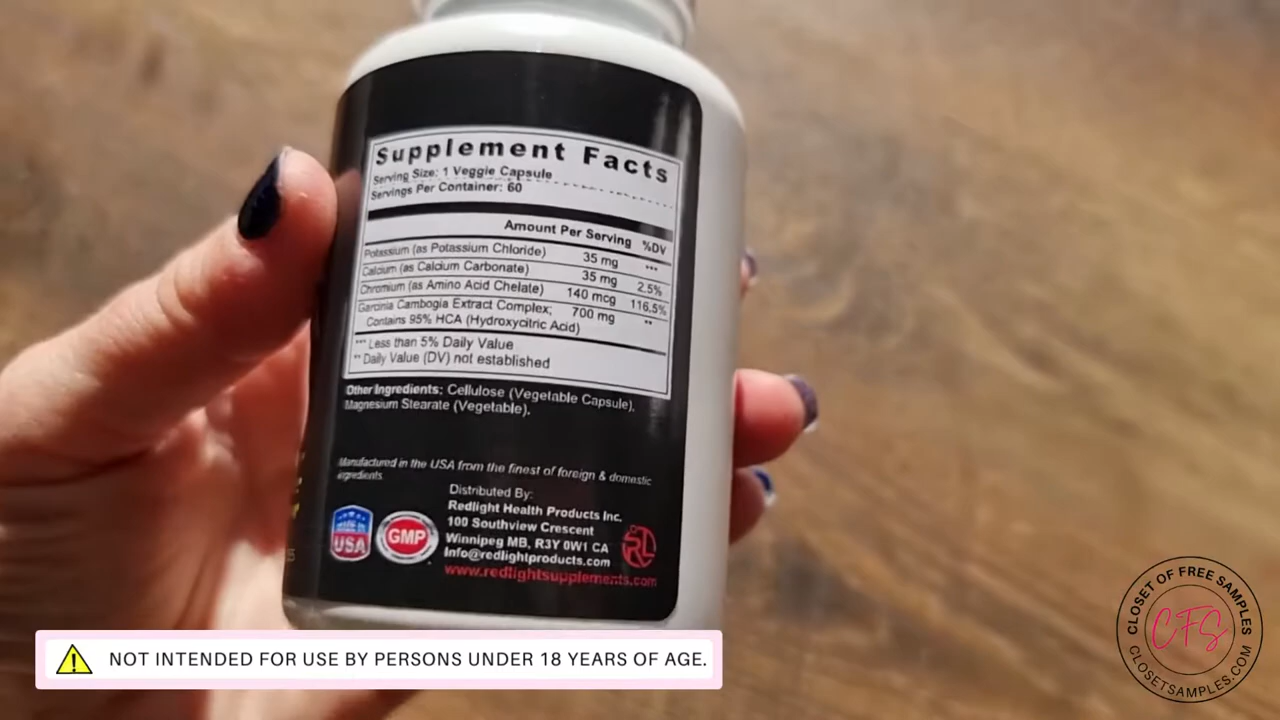 Supplement Facts
Serving Size: 1 Veggie Capsule
Servings Per Container: 60
Amount Per Serving %DV
Potassium (as Potassium Chloride) 35 mg ***
Calcium (as Calcium Carbonate) 35 mg 2.5%
Chromium (as Amino Acid Chelate) 140 mcg 116.5%
Garcinia Cambogia Extract Complex; 700 mg **
Contains 95% HCA (Hydroxycitric Acid)
*** Less than 5% Daily Value
** Daily Value (DV) not established
Other Ingredients: Cellulose (Vegetable Capsule),
Magnesium Stearate (Vegetable).
Manufactured in the USA from the finest of foreign & domestic
ingredients.
Distributed By:
Redlight Health Products Inc.
100 Southview Crescent
Winnipeg MB, R3Y 0W1 CA
Info@redlightproducts.com
www.redlightsupplements.com
USA
GMP
RL
NOT INTENDED FOR USE BY PERSONS UNDER 18 YEARS OF AGE.
CLOSET OF FREE SAMPLES
CFS
CLOSETSAMPLES.COM